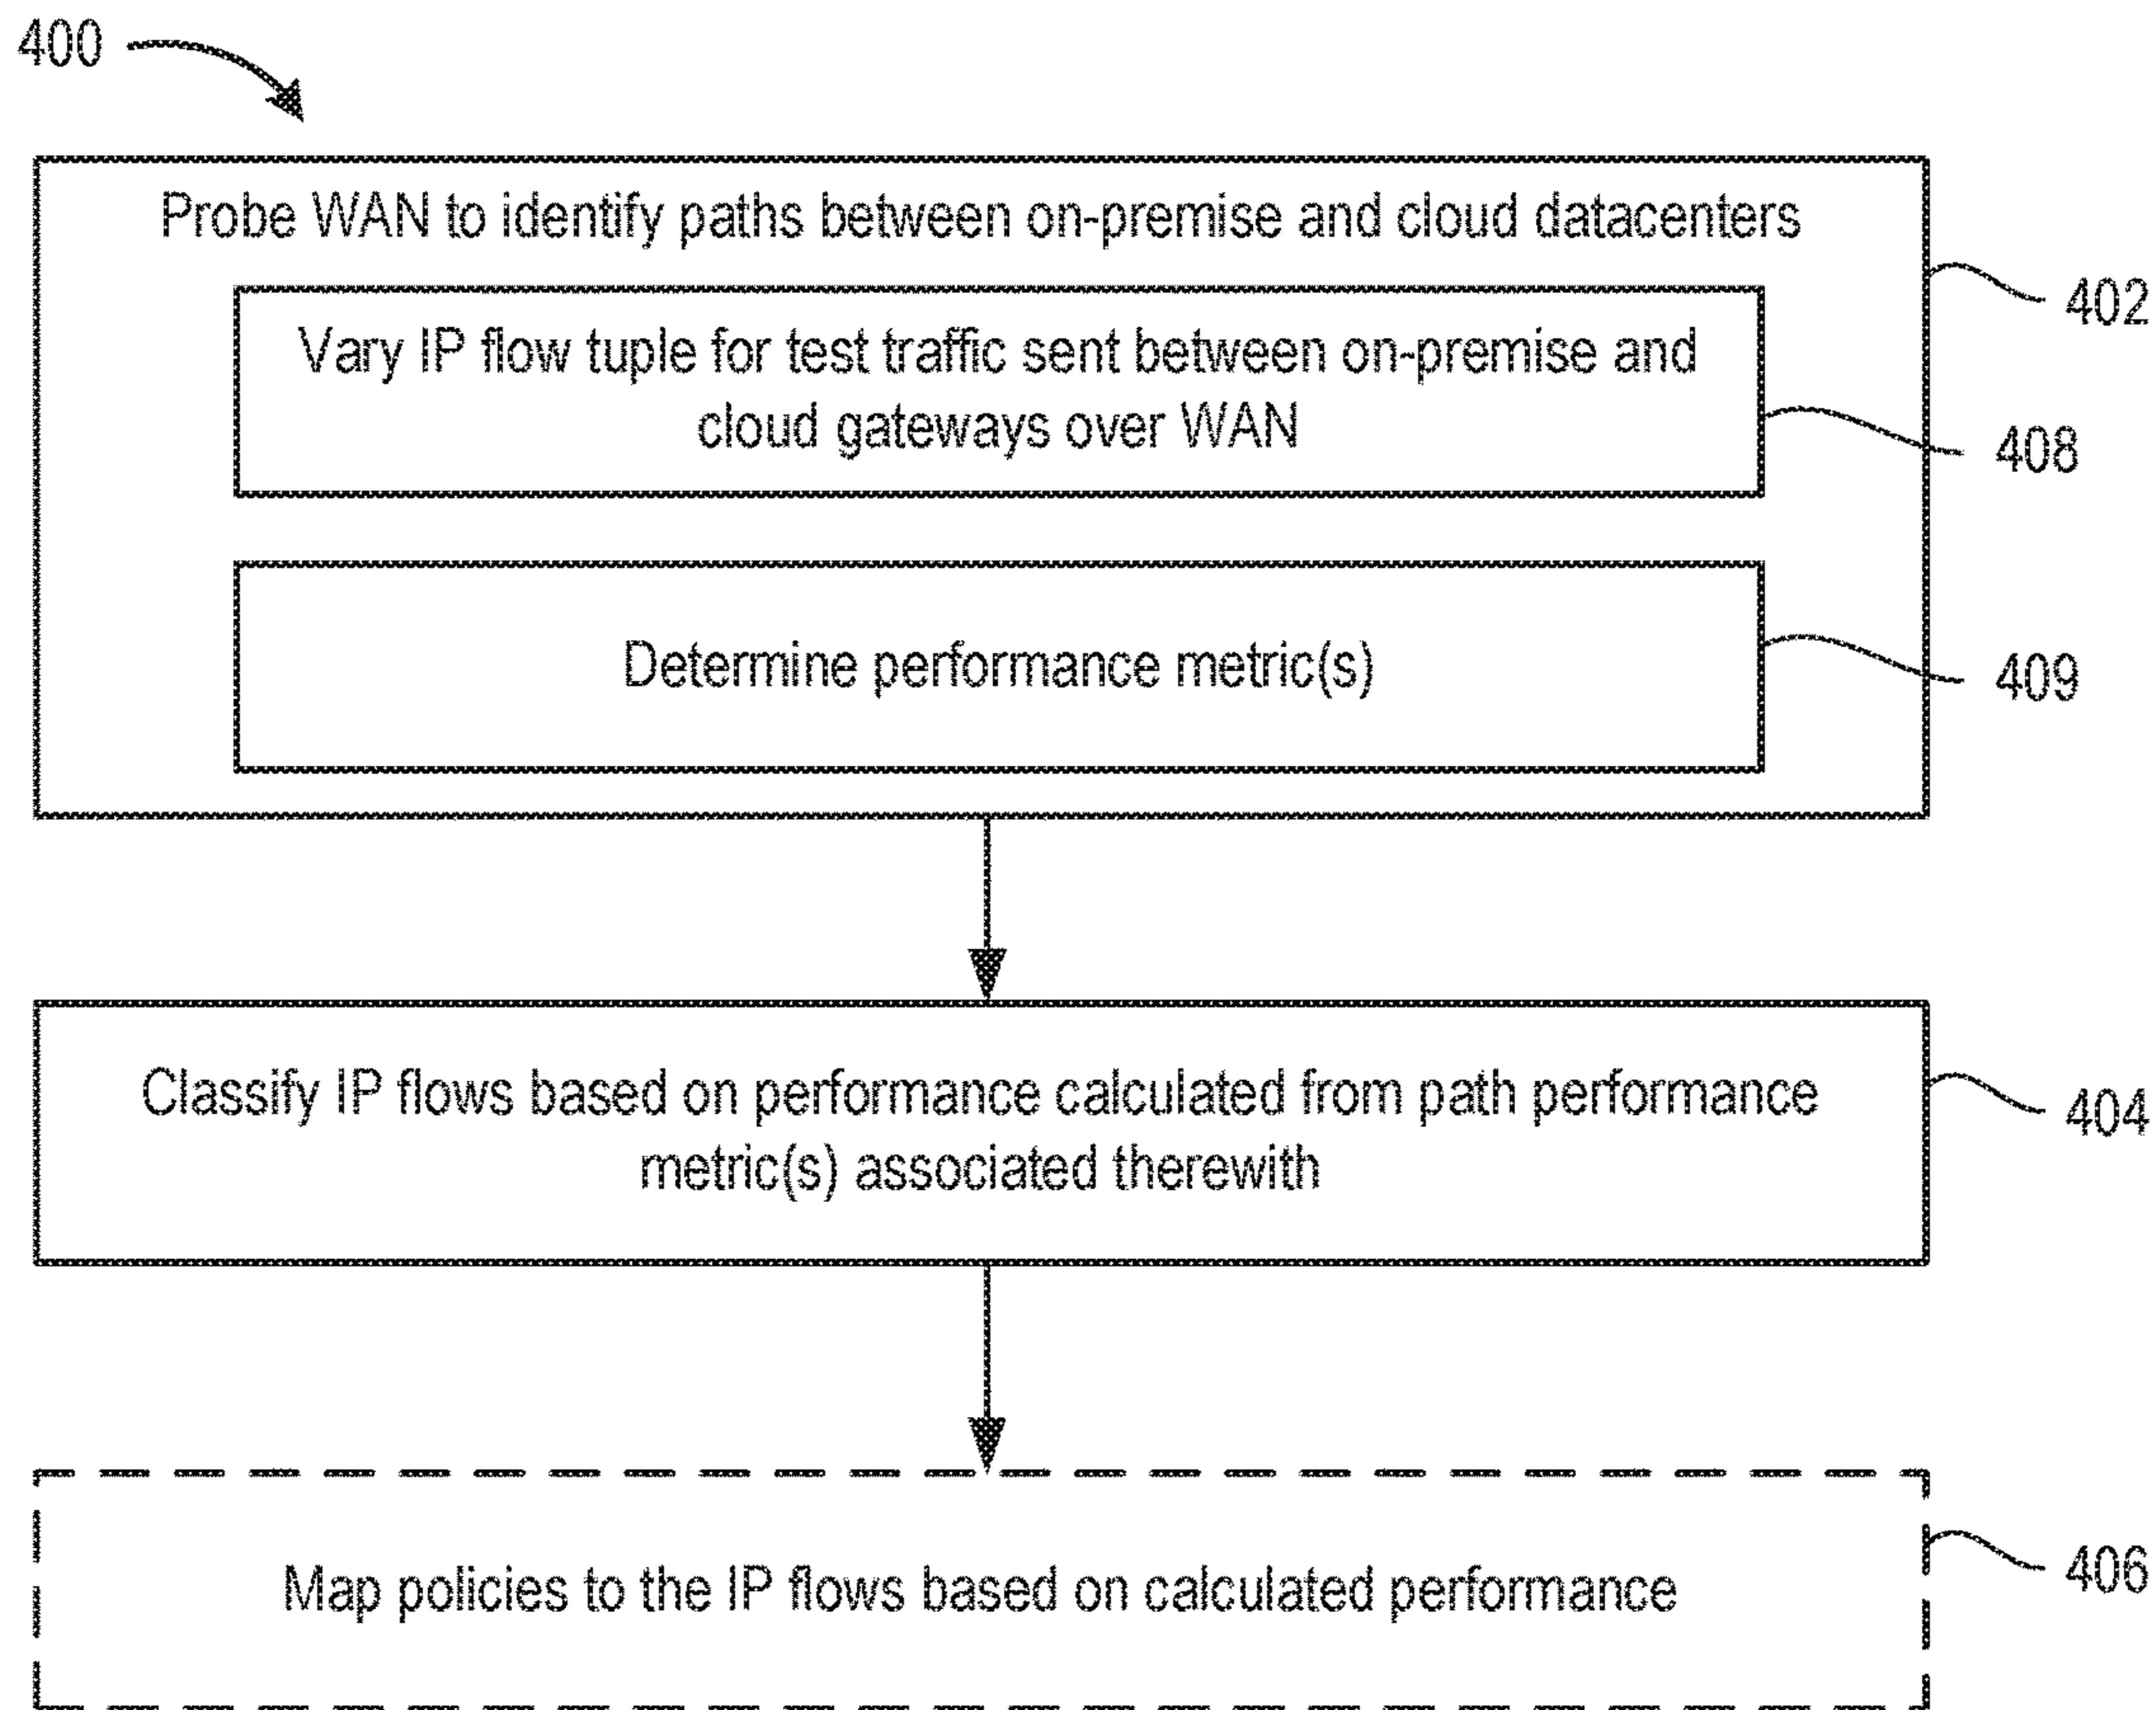 400
Probe WAN to identify paths between on-premise and cloud datacenters
402
Vary IP flow tuple for test traffic sent between on-premise and
cloud gateways over WAN
408
Determine performance metric(s)
409
Classify IP flows based on performance calculated from path performance
metric(s) associated therewith
404
Map policies to the IP flows based on calculated performance
406